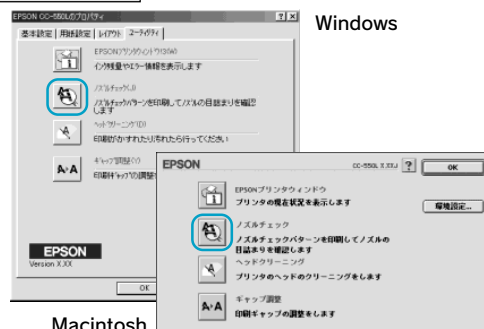 EPSON CC-550Lのプロパティ
Windows
基本設定 用紙設定 レイアウト ユーティリティ
EPSONプリンタウィンドウ!3(W)
インク残量やエラー情報を表示します
ノズルチェック(J)
ノズルチェックパターンを印刷してノズルの目詰まりを確認
します
ヘッドクリーニング(D)
印刷がかすれたり汚れたら行ってください
ギャップ調整(Y)
印刷ギャップの調整
EPSON
Version X.XX
OK
EPSON
CC-550L X.XXJ
?
OK
EPSONプリンタウィンドウ
プリンタの現在状況を表示します
環境設定...
ノズルチェック
ノズルチェックパターンを印刷してノズルの
目詰まりを確認します
ヘッドクリーニング
プリンタのヘッドのクリーニングをします
ギャップ調整
印刷ギャップの調整をします
Macintosh